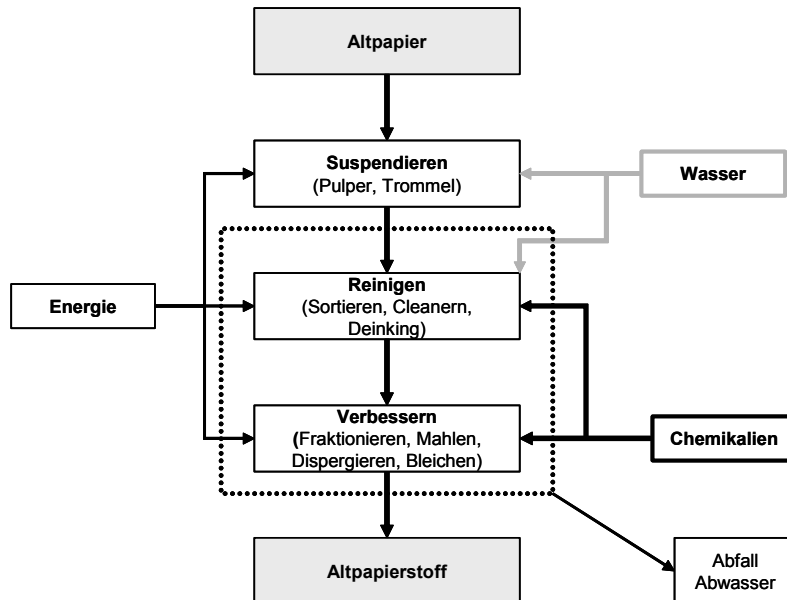 Altpapier
Suspendieren
(Pulper, Trommel)
Wasser
Reinigen
(Sortieren, Cleanern,
Deinking)
Energie
Verbessern
(Fraktionieren, Mahlen,
Dispergieren, Bleichen)
Chemikalien
Altpapierstoff
Abfall
Abwasser